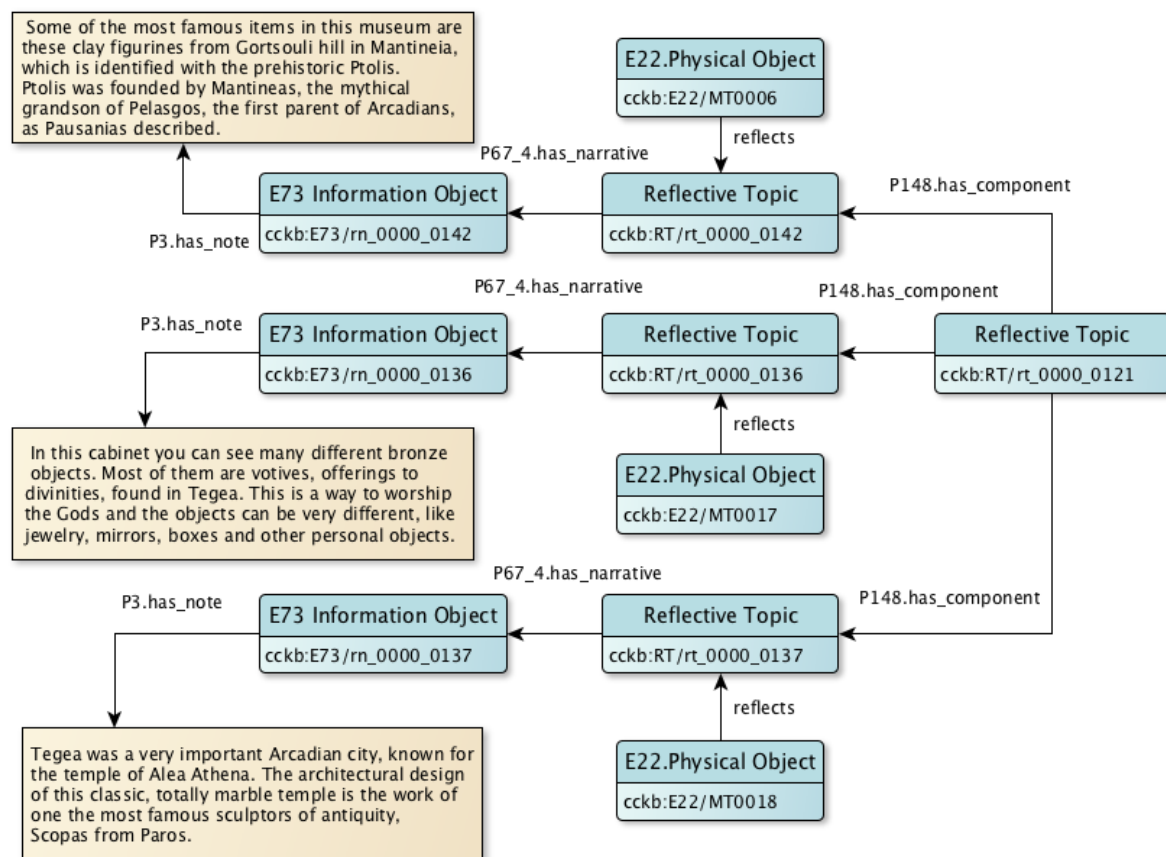 Some of the most famous items in this museum are
these clay figurines from Gortsouli hill in Mantineia,
which is identified with the prehistoric Ptolis.
Ptolis was founded by Mantineas, the mythical
grandson of Pelasgos, the first parent of Arcadians,
as Pausanias described.
E22.Physical Object
cckb:E22/MT0006
reflects
P67_4.has_narrative
P148.has_component
E73 Information Object
cckb:E73/rn_0000_0142
Reflective Topic
cckb:RT/rt_0000_0142
P3.has_note
P67_4.has_narrative
P148.has_component
P3.has_note
E73 Information Object
cckb:E73/rn_0000_0136
Reflective Topic
cckb:RT/rt_0000_0136
Reflective Topic
cckb:RT/rt_0000_0121
reflects
In this cabinet you can see many different bronze
objects. Most of them are votives, offerings to
divinities, found in Tegea. This is a way to worship
the Gods and the objects can be very different, like
jewelry, mirrors, boxes and other personal objects.
E22.Physical Object
cckb:E22/MT0017
P67_4.has_narrative
P148.has_component
P3.has_note
E73 Information Object
cckb:E73/rn_0000_0137
Reflective Topic
cckb:RT/rt_0000_0137
reflects
Tegea was a very important Arcadian city, known for
the temple of Alea Athena. The architectural design
of this classic, totally marble temple is the work of
one the most famous sculptors of antiquity,
Scopas from Paros.
E22.Physical Object
cckb:E22/MT0018